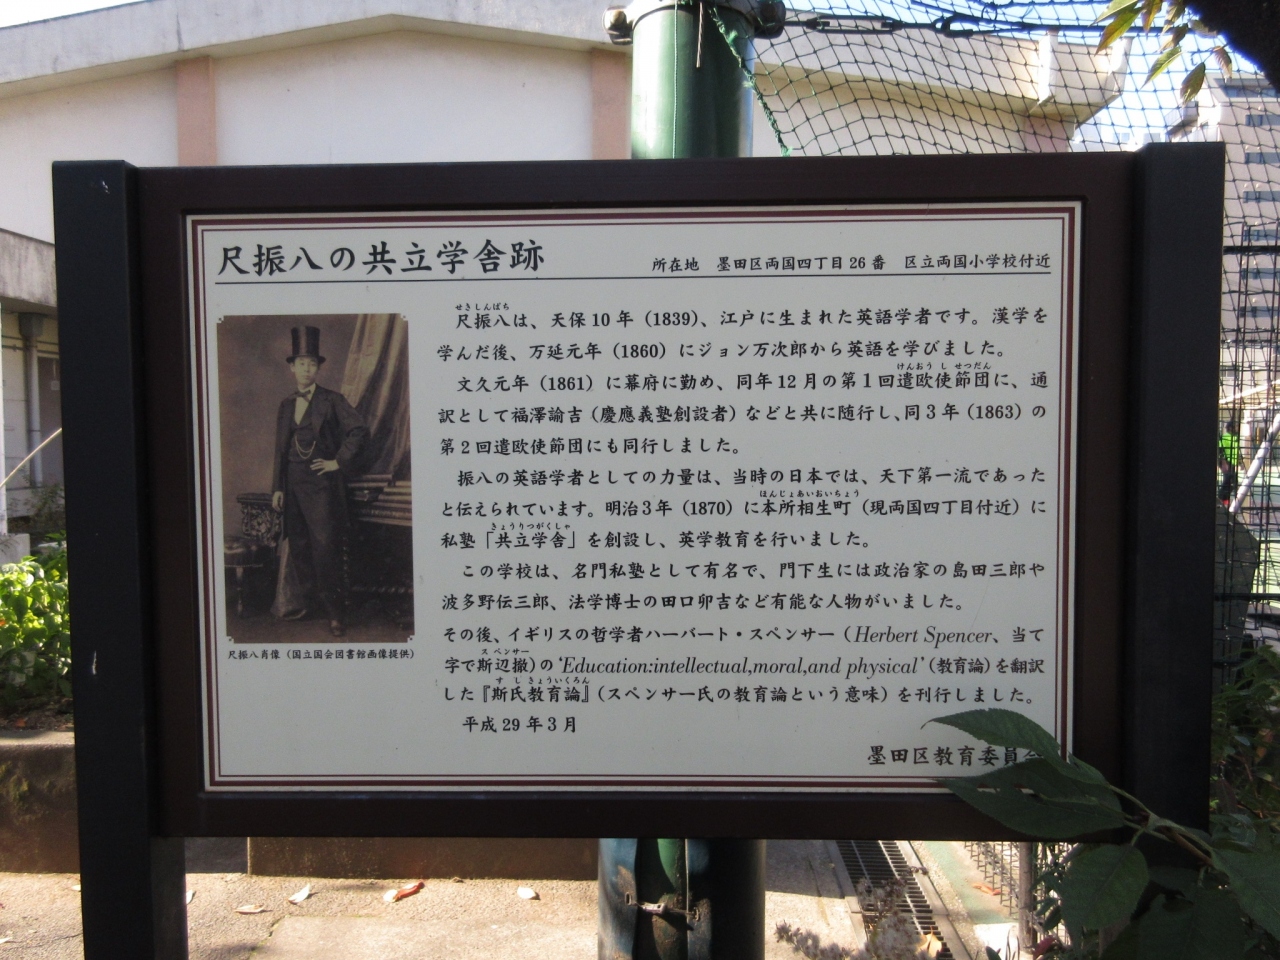 尺振八の共立学舎跡
所在地 墨田区両国四丁目26番 区立両国小学校付近
せきしんぱち
尺振八は、天保10年（1839）、江戸に生まれた英語学者です。漢学を
学んだ後、万延元年（1860）にジョン万次郎から英語を学びました。
けんおうしせつだん
文久元年（1861）に幕府に勤め、同年12月の第1回遣欧使節団に、通
訳として福澤諭吉（慶應義塾創設者）などと共に随行し、同3年（1863）の
第2回遣欧使節団にも同行しました。
振八の英語学者としての力量は、当時の日本では、天下第一流であった
ほんじょあいおいちょう
と伝えられています。明治3年（1870）に本所相生町（現両国四丁目付近）に
きょうりつがくしゃ
私塾「共立学舎」を創設し、英学教育を行いました。
この学校は、名門私塾として有名で、門下生には政治家の島田三郎や
波多野伝三郎、法学博士の田口卯吉など有能な人物がいました。
その後、イギリスの哲学者ハーバート・スペンサー（Herbert Spencer、当て
スペンサー
字で斯辺撤）の‘Education:intellectual,moral,and physical’（教育論）を翻訳
すしきょういくろん
した『斯氏教育論』（スペンサー氏の教育論という意味）を刊行しました。
平成29年3月
墨田区教育委員会
尺振八肖像（国立国会図書館画像提供）